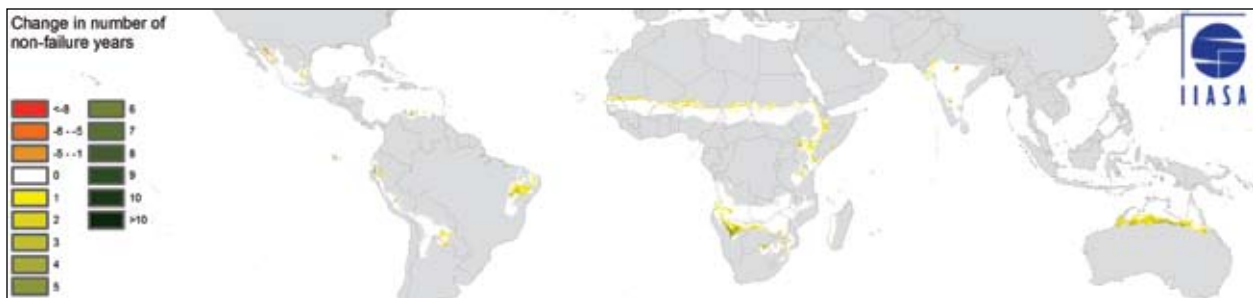 Change in number of
non-failure years
<-8
-8 - -5
-5 - -1
0
1
2
3
4
5
6
7
8
9
10
>10
IIASA